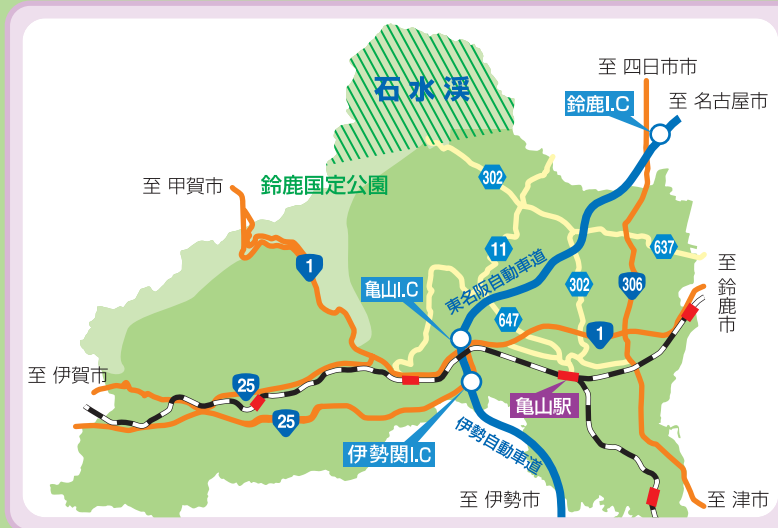 石水渓
至 四日市市
鈴鹿I.C
至 名古屋市
至 甲賀市
鈴鹿国定公園
302
637
11
1
至 鈴鹿市
亀山I.C
東名阪自動車道
302
306
647
1
至 伊賀市
25
亀山駅
25
伊勢関I.C
伊勢自動車道
至 伊勢市
至 津市